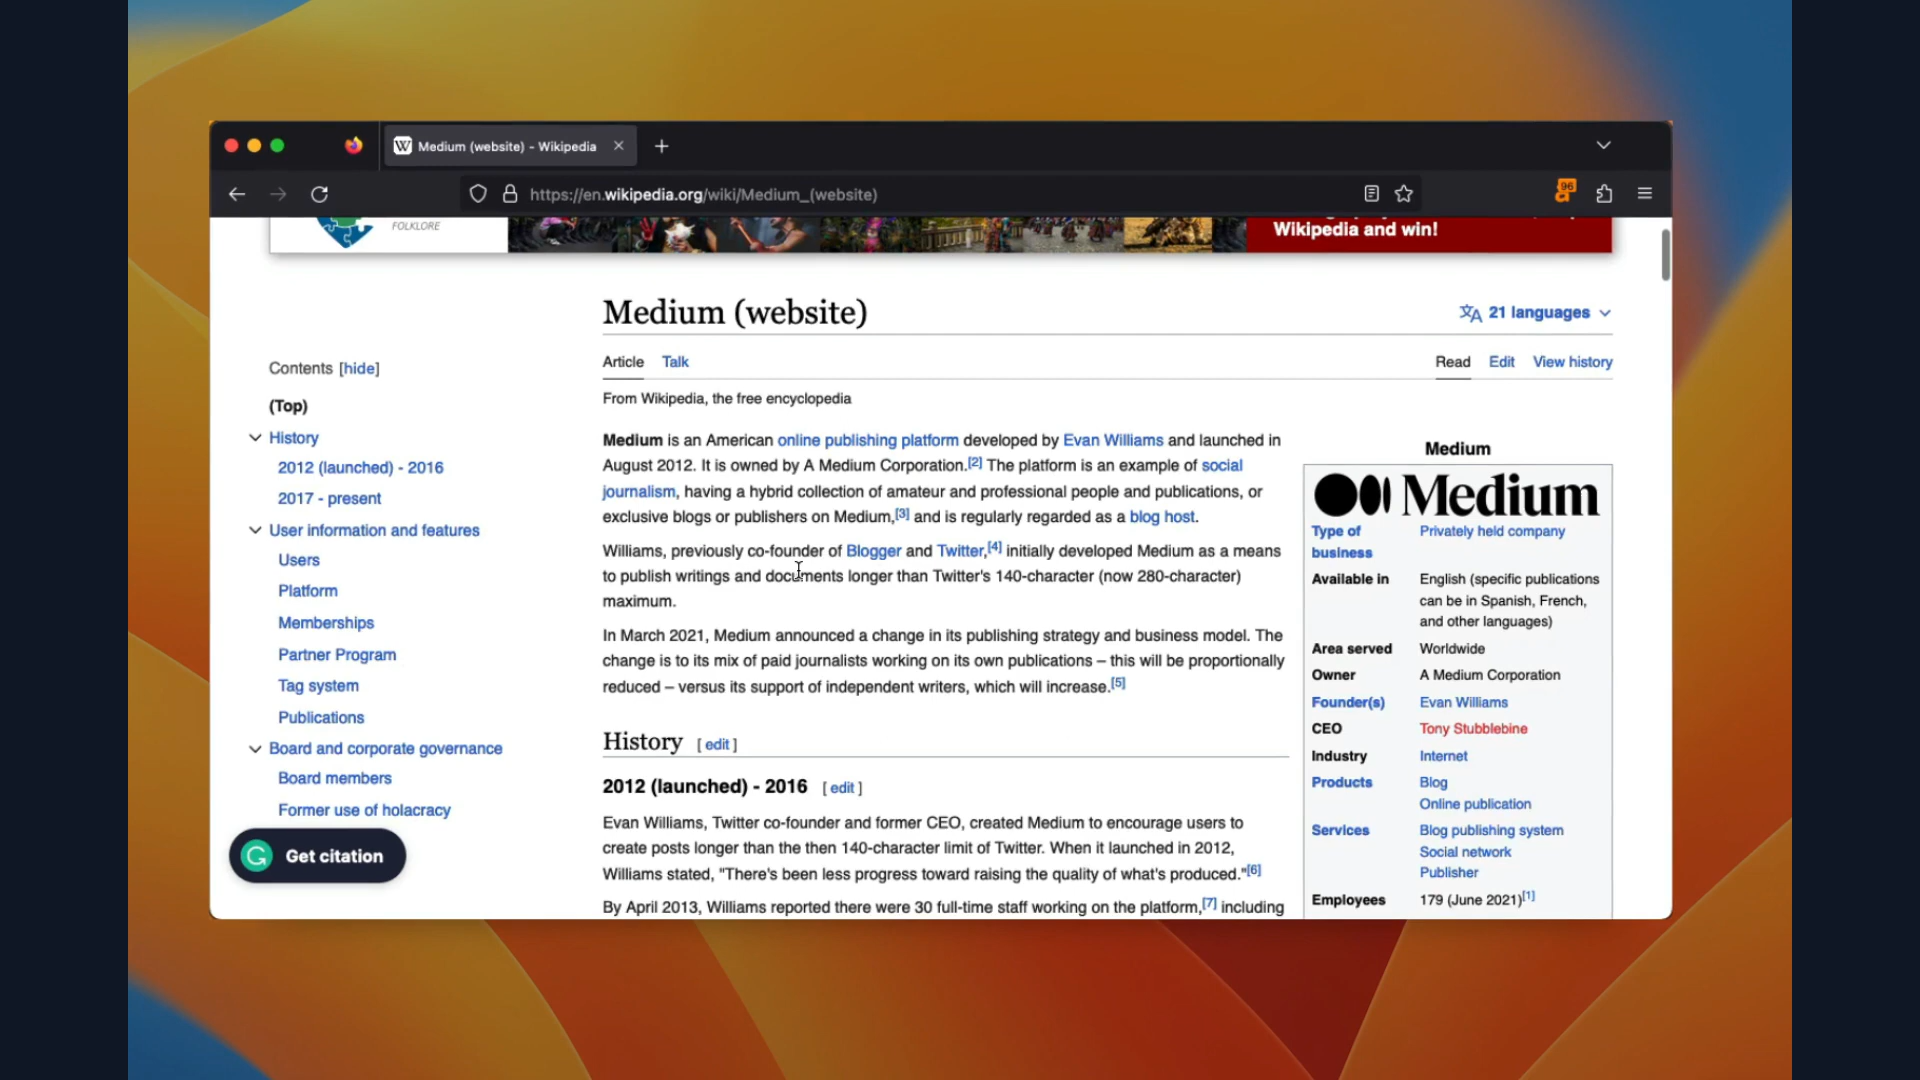 Medium (website) - Wikipedia
https://en.wikipedia.org/wiki/Medium_(website)
96
FOLKLORE
Wikipedia and win!
Medium (website)
21 languages
Article Talk
Read Edit View history
From Wikipedia, the free encyclopedia
Contents [hide]
(Top)
History
2012 (launched) - 2016
2017 - present
User information and features
Users
Platform
Memberships
Partner Program
Tag system
Publications
Board and corporate governance
Board members
Former use of holacracy
Get citation
Medium is an American online publishing platform developed by Evan Williams and launched in
August 2012. It is owned by A Medium Corporation.[2] The platform is an example of social
journalism, having a hybrid collection of amateur and professional people and publications, or
exclusive blogs or publishers on Medium,[3] and is regularly regarded as a blog host.
Williams, previously co-founder of Blogger and Twitter,[4] initially developed Medium as a means
to publish writings and documents longer than Twitter's 140-character (now 280-character)
maximum.
In March 2021, Medium announced a change in its publishing strategy and business model. The
change is to its mix of paid journalists working on its own publications – this will be proportionally
reduced – versus its support of independent writers, which will increase.[5]
History [ edit ]
2012 (launched) - 2016 [ edit ]
Evan Williams, Twitter co-founder and former CEO, created Medium to encourage users to
create posts longer than the then 140-character limit of Twitter. When it launched in 2012,
Williams stated, "There's been less progress toward raising the quality of what's produced."[6]
By April 2013, Williams reported there were 30 full-time staff working on the platform,[7] including
Medium
Medium
Type of business Privately held company
Available in English (specific publications
can be in Spanish, French,
and other languages)
Area served Worldwide
Owner A Medium Corporation
Founder(s) Evan Williams
CEO Tony Stubblebine
Industry Internet
Products Blog
Online publication
Services Blog publishing system
Social network
Publisher
Employees 179 (June 2021)[1]